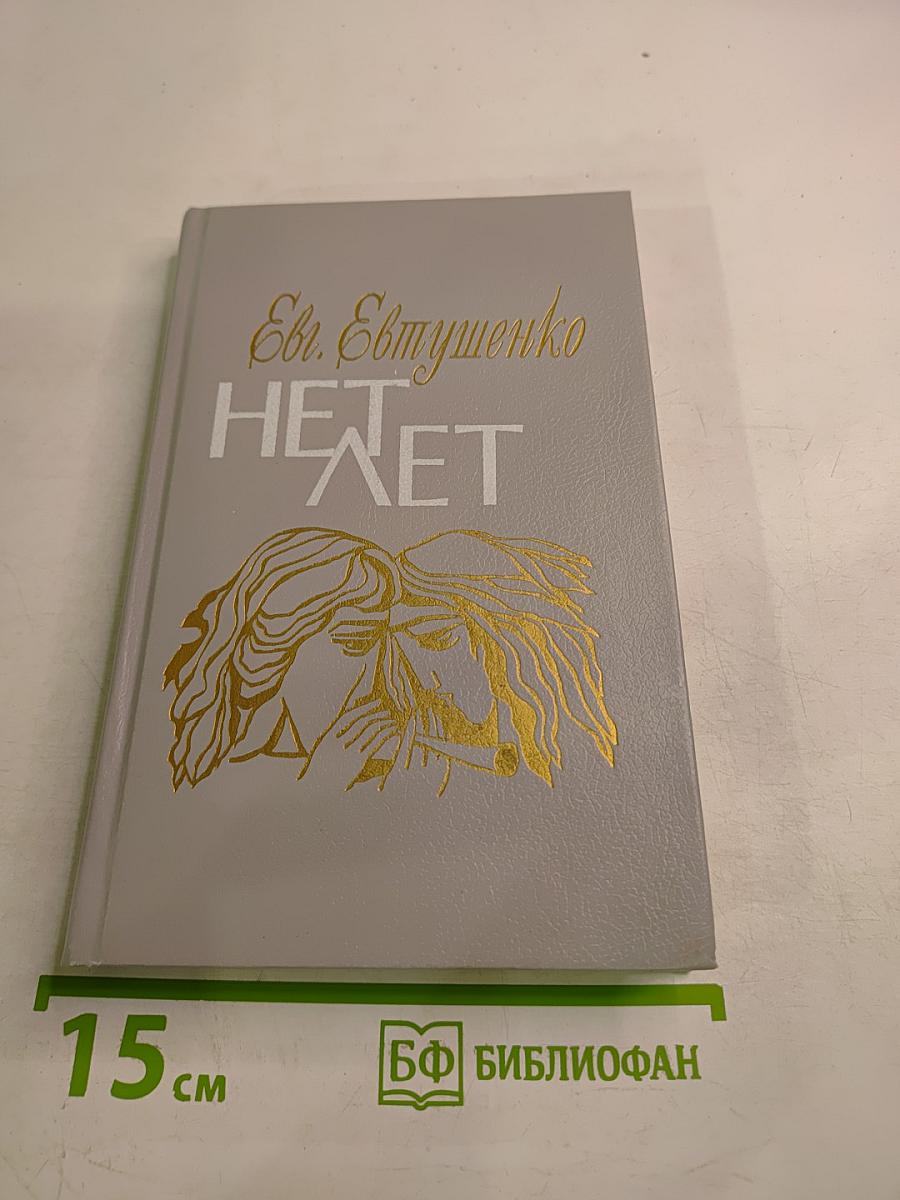 Евг. Евтушенко
НЕТ
ЛЕТ
15 см
БФ БИБЛИОФАН